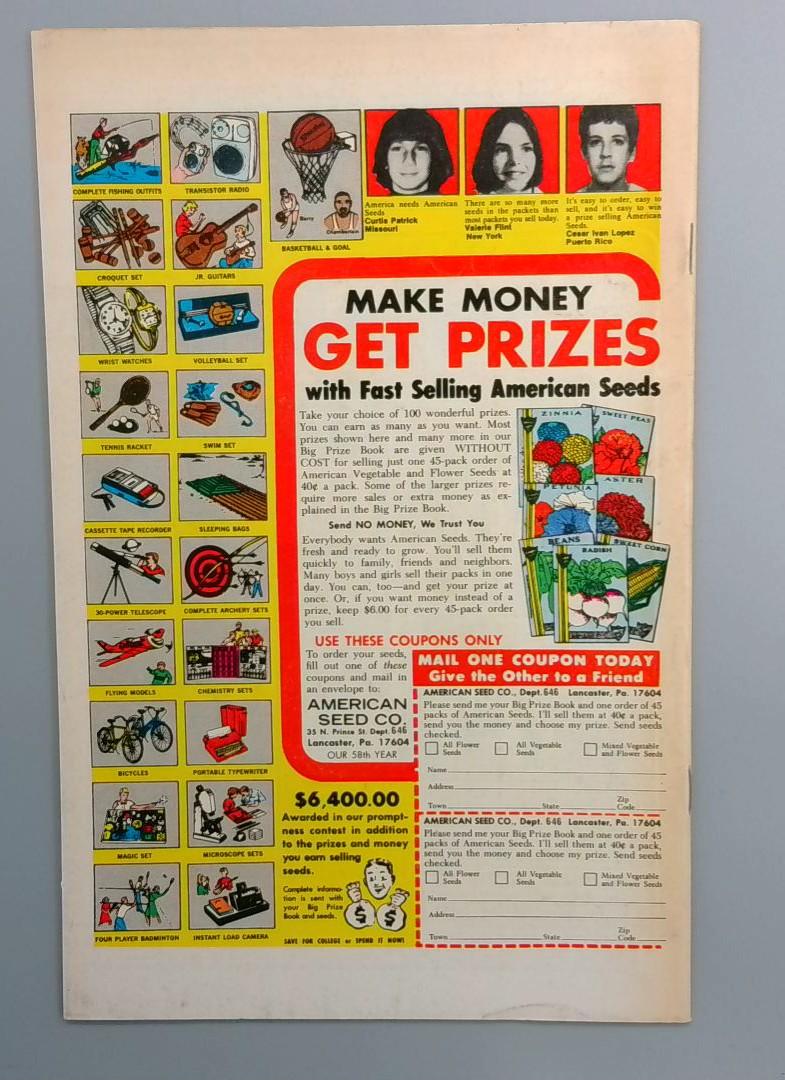 COMPLETE FISHING OUTFITS
TRANSISTOR RADIO
CROQUET SET
JR. GUITARS
WRIST WATCHES
VOLLEYBALL SET
TENNIS RACKET
SWIM SET
CASSETTE TAPE RECORDER
SLEEPING BAGS
30-POWER TELESCOPE
COMPLETE ARCHERY SETS
FLYING MODELS
CHEMISTRY SETS
BICYCLES
PORTABLE TYPEWRITER
MAGIC SET
MICROSCOPE SETS
FOUR PLAYER BADMINTON
INSTANT LOAD CAMERA
Barry
Chamberlain
BASKETBALL & GOAL
America needs American
Seeds
Curtis Patrick
Missouri
There are so many more
seeds in the packets than
most packets you sell today.
Valerie Flint
New York
It's easy to order, easy to
sell, and it's easy to win
a prize selling American
Seeds.
Cesar Ivan Lopez
Puerto Rico
MAKE MONEY
GET PRIZES
with Fast Selling American Seeds
Take your choice of 100 wonderful prizes.
You can earn as many as you want. Most
prizes shown here and many more in our
Big Prize Book are given WITHOUT
COST for selling just one 45-pack order of
American Vegetable and Flower Seeds at
40¢ a pack. Some of the larger prizes re-
quire more sales or extra money as ex-
plained in the Big Prize Book.
Send NO MONEY, We Trust You
Everybody wants American Seeds. They're
fresh and ready to grow. You'll sell them
quickly to family, friends and neighbors.
Many boys and girls sell their packs in one
day. You can, too—and get your prize at
once. Or, if you want money instead of a
prize, keep $6.00 for every 45-pack order
you sell.
ZINNIA
SWEET PEAS
PETUNIA
ASTER
BEANS
RADISH
SWEET CORN
USE THESE COUPONS ONLY
To order your seeds,
fill out one of these
coupons and mail in
an envelope to:
AMERICAN
SEED CO.
35 N. Prince St. Dept. 646
Lancaster, Pa. 17604
OUR 58th YEAR
$6,400.00
Awarded in our prompt-
ness contest in addition
to the prizes and money
you earn selling
seeds.
Complete informa-
tion is sent with
your Big Prize
Book and seeds.
$ $
SAVE FOR COLLEGE or SPEND IT NOW!
MAIL ONE COUPON TODAY
Give the Other to a Friend
AMERICAN SEED CO., Dept. 646 Lancaster, Pa. 17604
Please send me your Big Prize Book and one order of 45
packs of American Seeds. I'll sell them at 40¢ a pack,
send you the money and choose my prize. Send seeds
checked.
All Flower Seeds
All Vegetable Seeds
Mixed Vegetable and Flower Seeds
Name
Address
Town State Zip Code
AMERICAN SEED CO., Dept. 646 Lancaster, Pa. 17604
Please send me your Big Prize Book and one order of 45
packs of American Seeds. I'll sell them at 40¢ a pack,
send you the money and choose my prize. Send seeds
checked.
All Flower Seeds
All Vegetable Seeds
Mixed Vegetable and Flower Seeds
Name
Address
Town State Zip Code